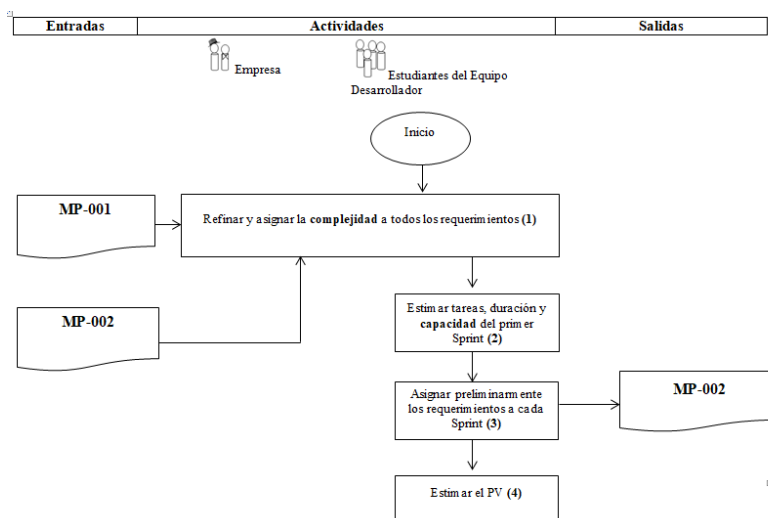 Entradas
Actividades
Salidas
Empresa
Estudiantes del Equipo
Desarrollador
Inicio
MP-001
Refinar y asignar la complejidad a todos los requerimientos (1)
MP-002
Estimar tareas, duración y
capacidad del primer
Sprint (2)
Asignar preliminarmente
los requerimientos a cada
Sprint (3)
MP-002
Estimar el PV (4)